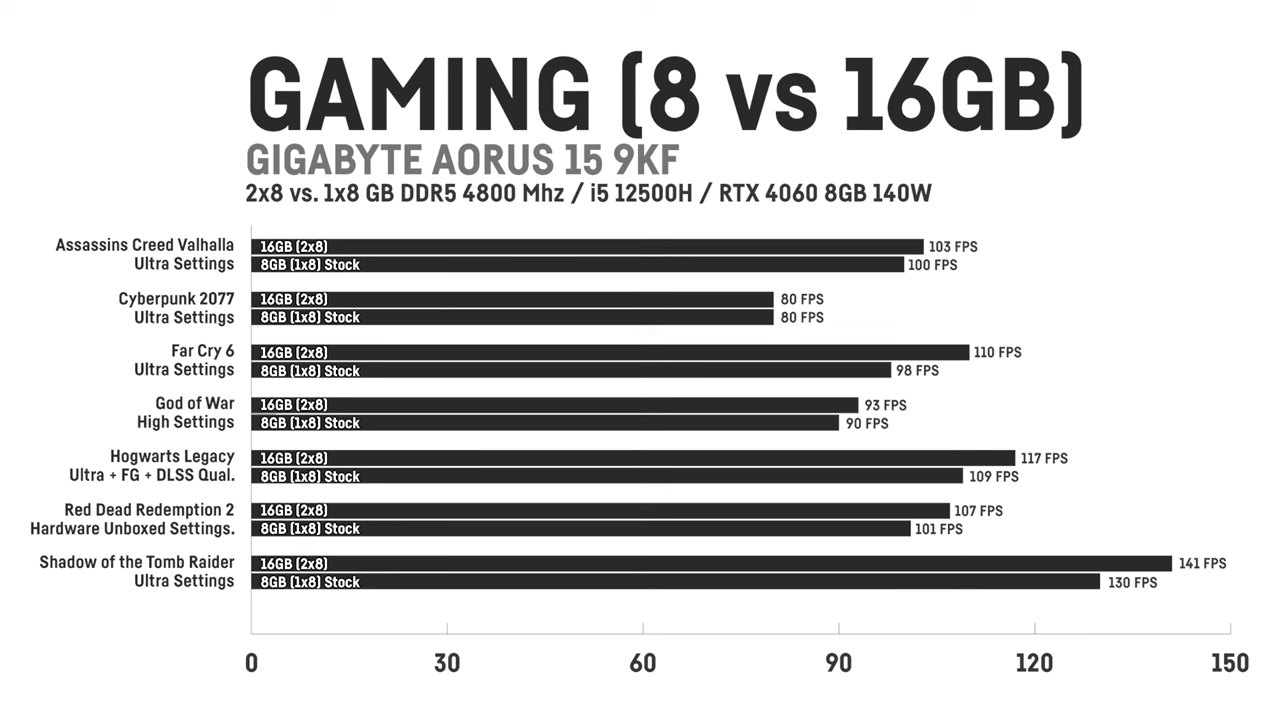 GAMING (8 vs 16GB)
GIGABYTE AORUS 15 9KF
2x8 vs. 1x8 GB DDR5 4800 Mhz / i5 12500H / RTX 4060 8GB 140W
Assassins Creed Valhalla 16GB (2x8) 103 FPS
Ultra Settings 8GB (1x8) Stock 100 FPS
Cyberpunk 2077 16GB (2x8) 80 FPS
Ultra Settings 8GB (1x8) Stock 80 FPS
Far Cry 6 16GB (2x8) 110 FPS
Ultra Settings 8GB (1x8) Stock 98 FPS
God of War 16GB (2x8) 93 FPS
High Settings 8GB (1x8) Stock 90 FPS
Hogwarts Legacy 16GB (2x8) 117 FPS
Ultra + FG + DLSS Qual. 8GB (1x8) Stock 109 FPS
Red Dead Redemption 2 16GB (2x8) 107 FPS
Hardware Unboxed Settings. 8GB (1x8) Stock 101 FPS
Shadow of the Tomb Raider 16GB (2x8) 141 FPS
Ultra Settings 8GB (1x8) Stock 130 FPS
0 30 60 90 120 150